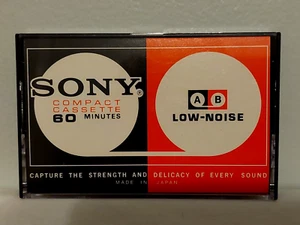 SONY
COMPACT
CASSETTE
60 MINUTES
A B
LOW-NOISE
CAPTURE THE STRENGTH AND DELICACY OF EVERY SOUND
MADE IN JAPAN